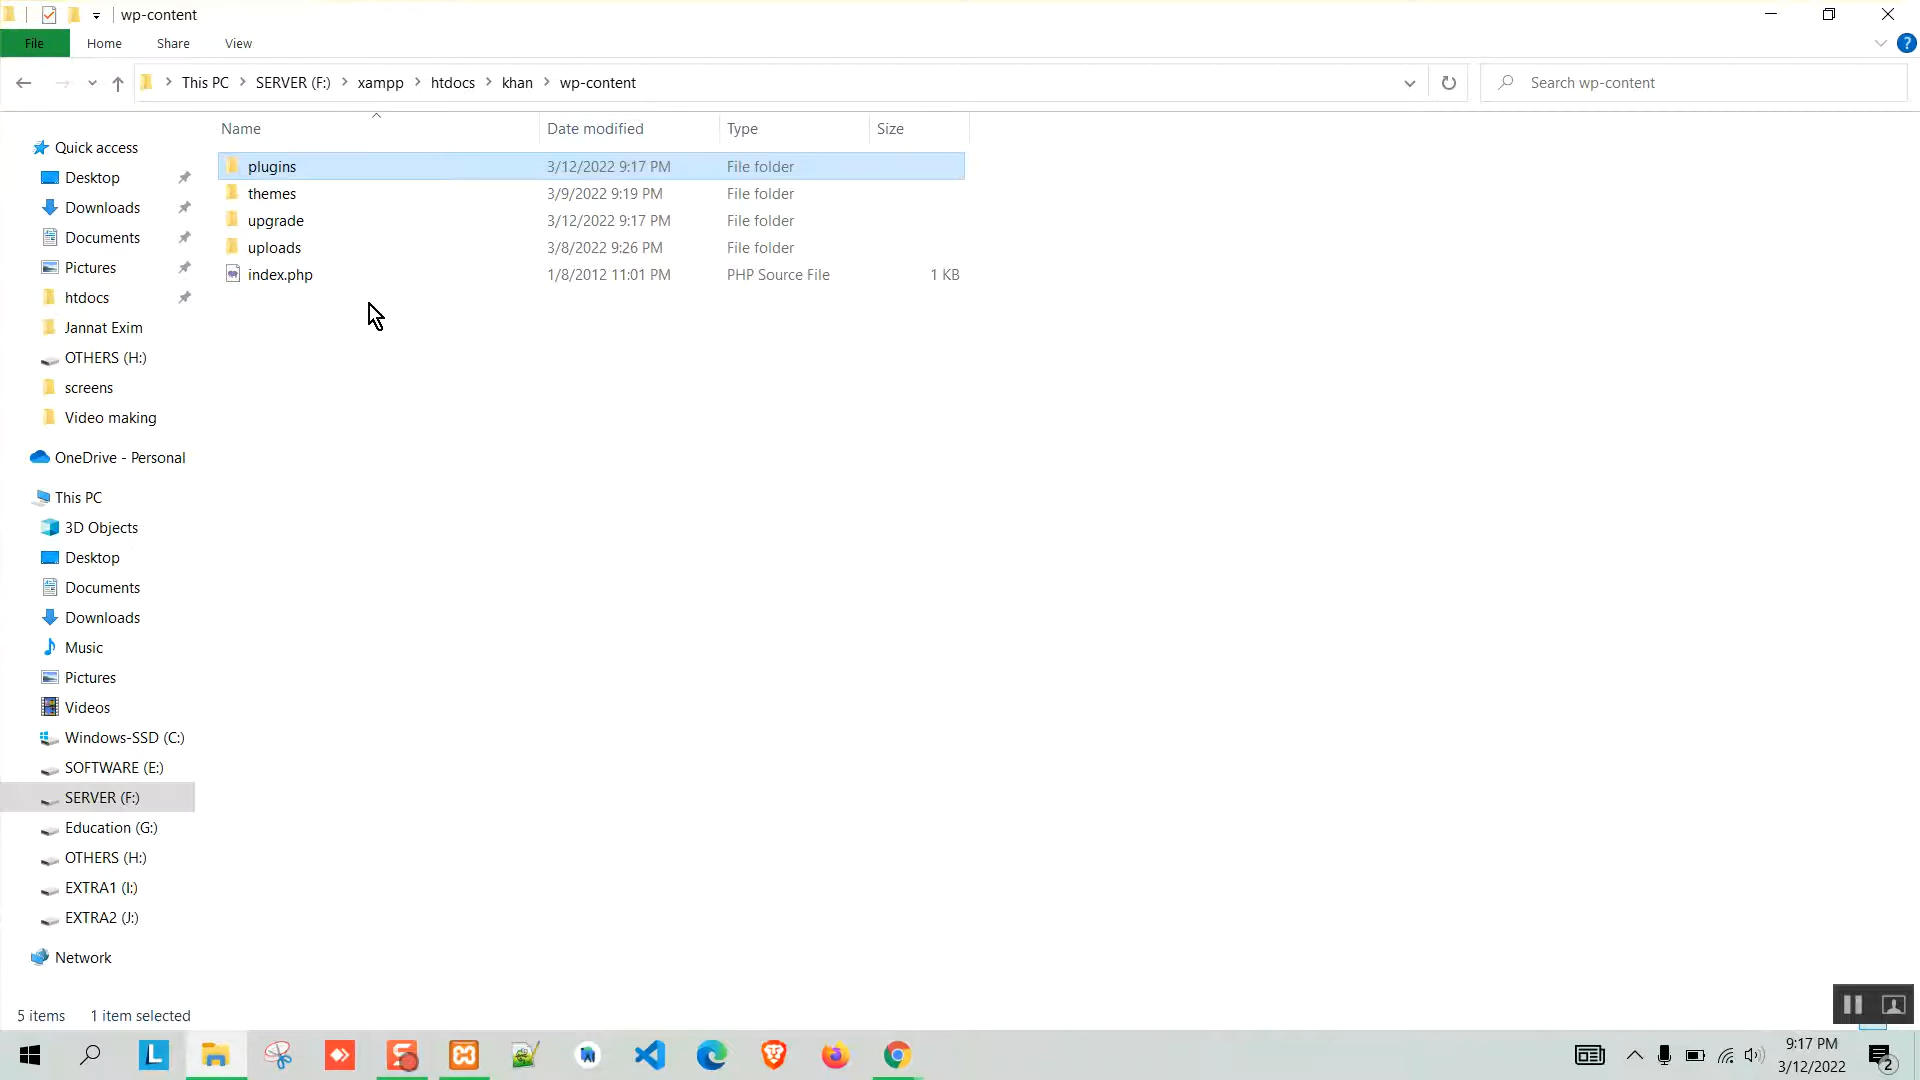 wp-content
File Home Share View
This PC SERVER (F:) xampp htdocs khan wp-content
Search wp-content
Name Date modified Type Size
plugins 3/12/2022 9:17 PM File folder
themes 3/9/2022 9:19 PM File folder
upgrade 3/12/2022 9:17 PM File folder
uploads 3/8/2022 9:26 PM File folder
index.php 1/8/2012 11:01 PM PHP Source File 1 KB
Quick access
Desktop
Downloads
Documents
Pictures
htdocs
Jannat Exim
OTHERS (H:)
screens
Video making
OneDrive - Personal
This PC
3D Objects
Desktop
Documents
Downloads
Music
Pictures
Videos
Windows-SSD (C:)
SOFTWARE (E:)
SERVER (F:)
Education (G:)
OTHERS (H:)
EXTRA1 (I:)
EXTRA2 (J:)
Network
5 items 1 item selected
9:17 PM
3/12/2022
2